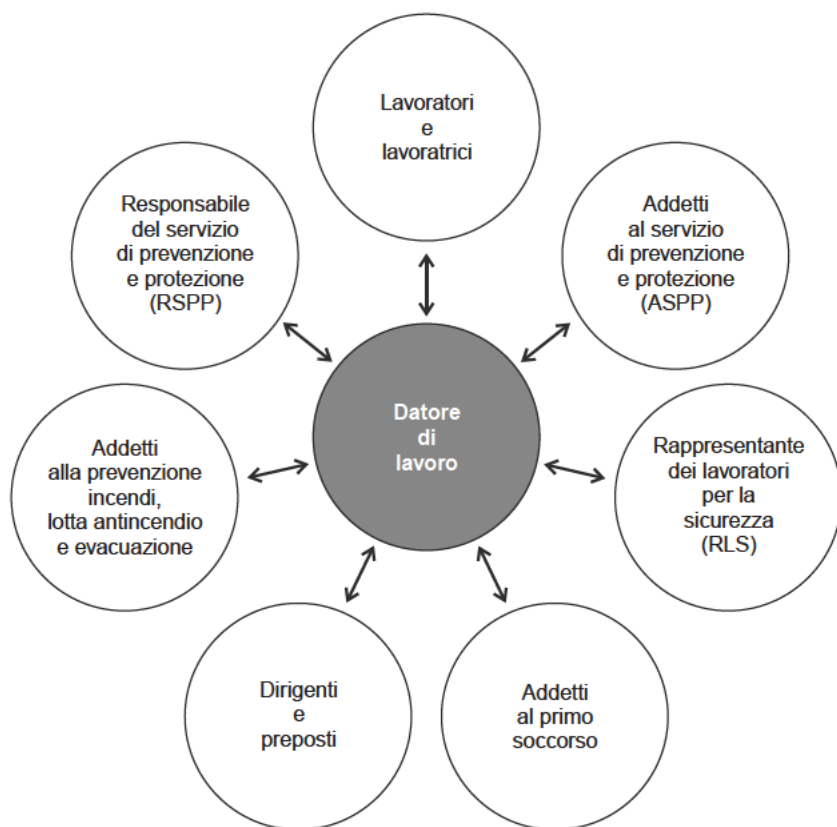 Lavoratori
e
lavoratrici
Responsabile
del servizio
di prevenzione
e protezione
(RSPP)
Addetti
al servizio
di prevenzione
e protezione
(ASPP)
Datore
di
lavoro
Addetti
alla prevenzione
incendi,
lotta antincendio
e evacuazione
Rappresentante
dei lavoratori
per la
sicurezza
(RLS)
Dirigenti
e
preposti
Addetti
al primo
soccorso